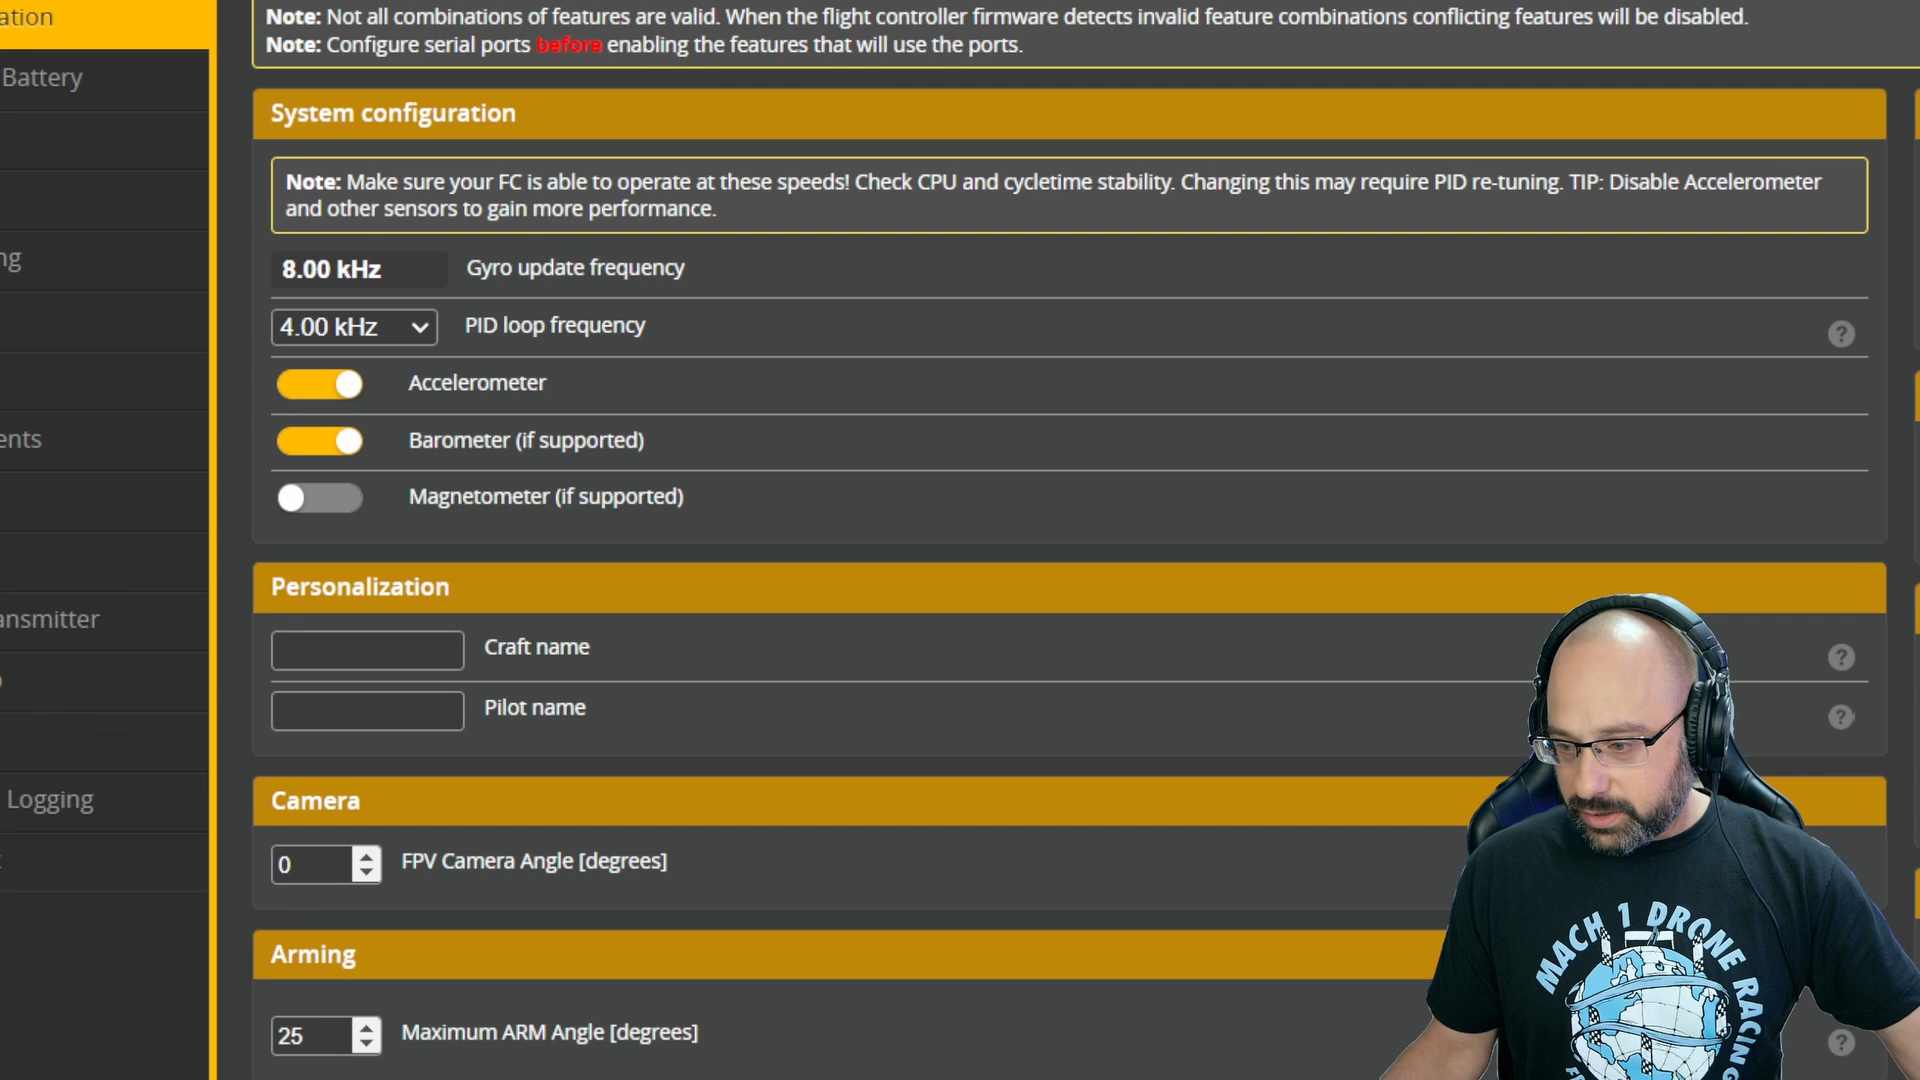 Note: Not all combinations of features are valid. When the flight controller firmware detects invalid feature combinations conflicting features will be disabled.
Note: Configure serial ports before enabling the features that will use the ports.
ation
Battery
ng
ents
ansmitter
Logging
System configuration
Note: Make sure your FC is able to operate at these speeds! Check CPU and cycletime stability. Changing this may require PID re-tuning. TIP: Disable Accelerometer
and other sensors to gain more performance.
8.00 kHz Gyro update frequency
4.00 kHz PID loop frequency ?
Accelerometer
Barometer (if supported)
Magnetometer (if supported)
Personalization
Craft name ?
Pilot name ?
Camera
0 FPV Camera Angle [degrees]
Arming
25 Maximum ARM Angle [degrees] ?
MACH 1 DRONE RACING